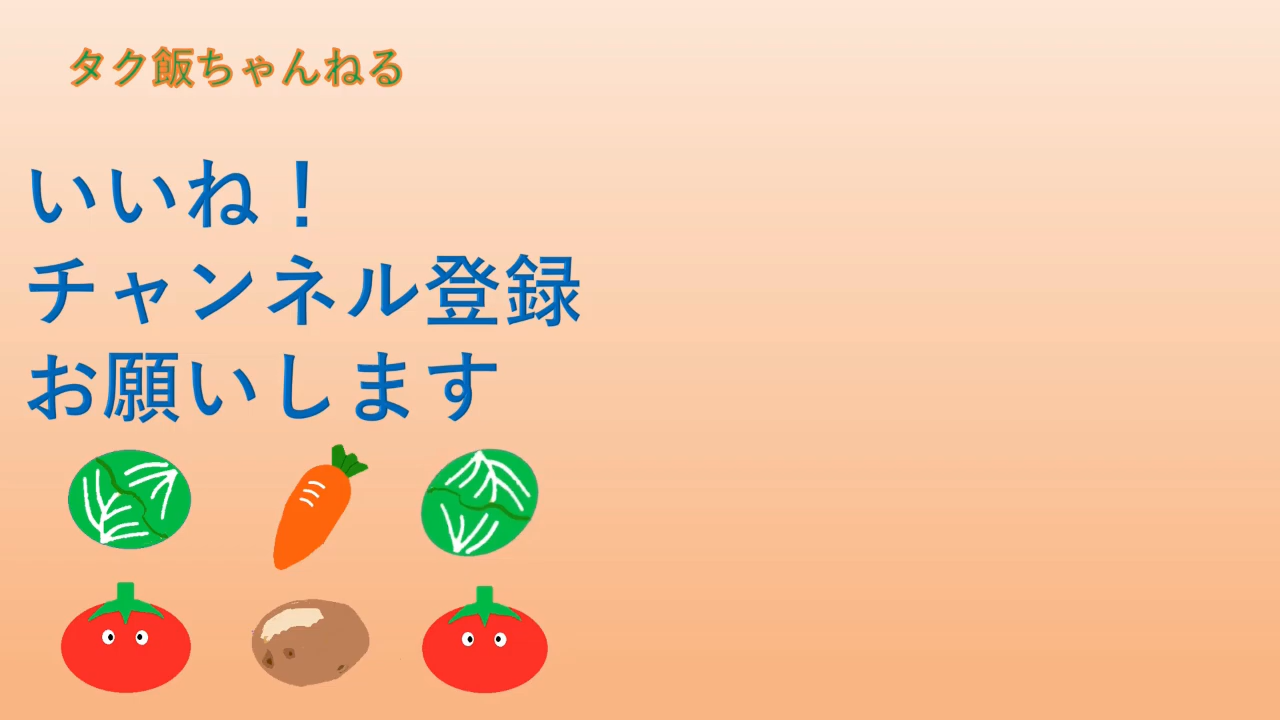 タク飯ちゃんねる
いいね！
チャンネル登録
お願いします